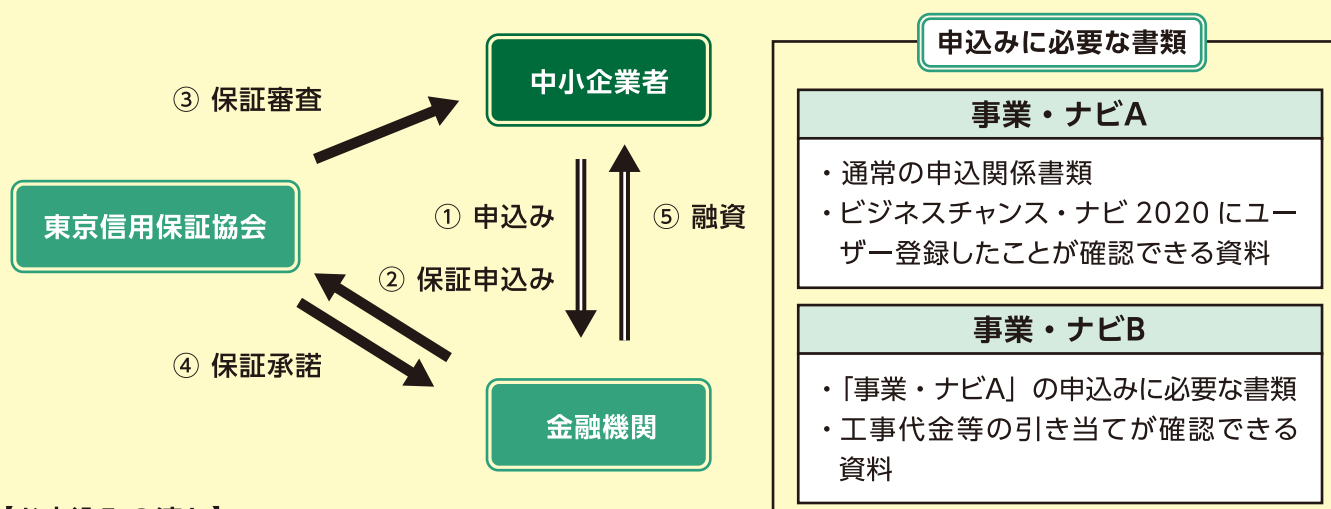 ③ 保証審査
中小企業者
東京信用保証協会
① 申込み
⑤ 融資
② 保証申込み
④ 保証承諾
金融機関
申込みに必要な書類
事業・ナビA
・通常の申込関係書類
・ビジネスチャンス・ナビ 2020 にユー
ザー登録したことが確認できる資料
事業・ナビB
・「事業・ナビA」の申込みに必要な書類
・工事代金等の引き当てが確認できる
資料